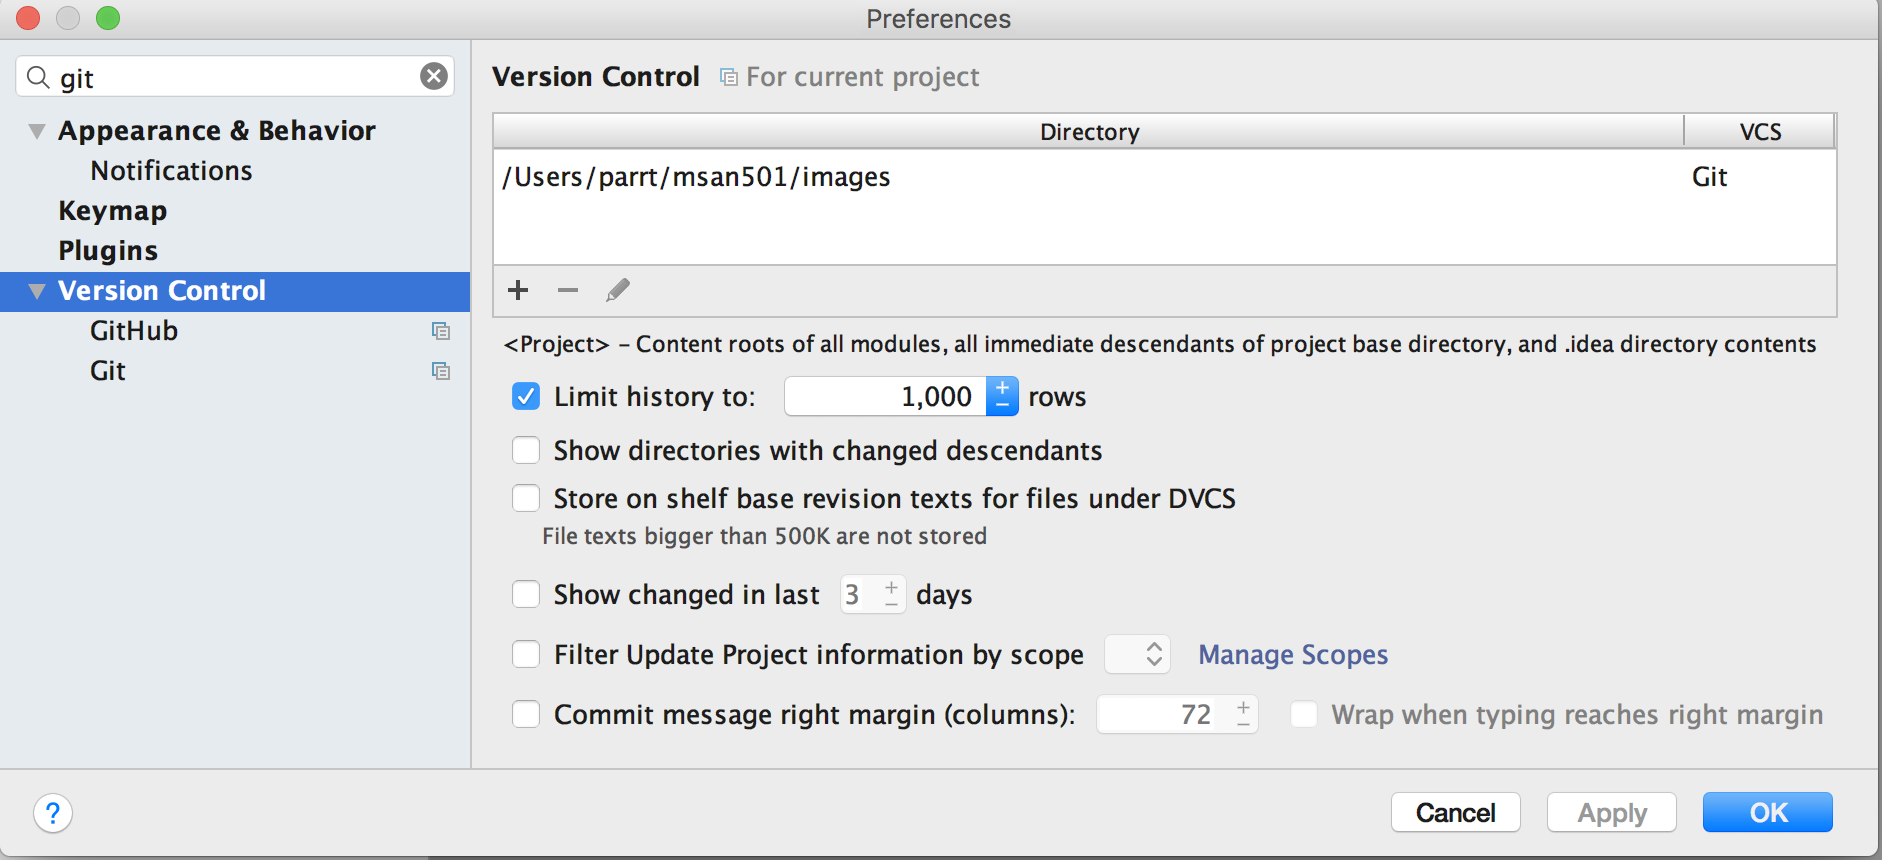 Preferences
git
Appearance & Behavior
Notifications
Keymap
Plugins
Version Control
GitHub
Git
Version Control For current project
Directory VCS
/Users/parrt/msan501/images Git
<Project> – Content roots of all modules, all immediate descendants of project base directory, and .idea directory contents
Limit history to: 1,000 rows
Show directories with changed descendants
Store on shelf base revision texts for files under DVCS
File texts bigger than 500K are not stored
Show changed in last 3 days
Filter Update Project information by scope Manage Scopes
Commit message right margin (columns): 72 Wrap when typing reaches right margin
? Cancel Apply OK